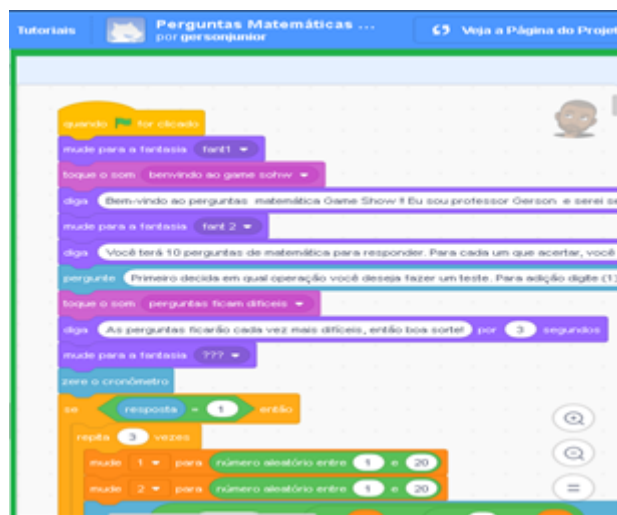 Tutoriais
Perguntas Matemáticas ...
por gersonjunior
Veja a Página do Projet
quando for clicado
mude para a fantasia fant1
toque o som benvindo ao game sohw
diga Bem-vindo ao perguntas matemática Game Show !! Eu sou professor Gerson e serei se
mude para a fantasia fant 2
diga Você terá 10 perguntas de matemática para responder. Para cada um que acertar, você
pergunte Primeiro decida em qual operação você deseja fazer um teste. Para adição digite (1)
toque o som perguntas ficam dificeis
diga As perguntas ficarão cada vez mais difíceis, então boa sorte! por 3 segundos
mude para a fantasia ???
zere o cronômetro
se resposta = 1 então
repita 3 vezes
mude 1 para número aleatório entre 1 e 20
mude 2 para número aleatório entre 1 e 20